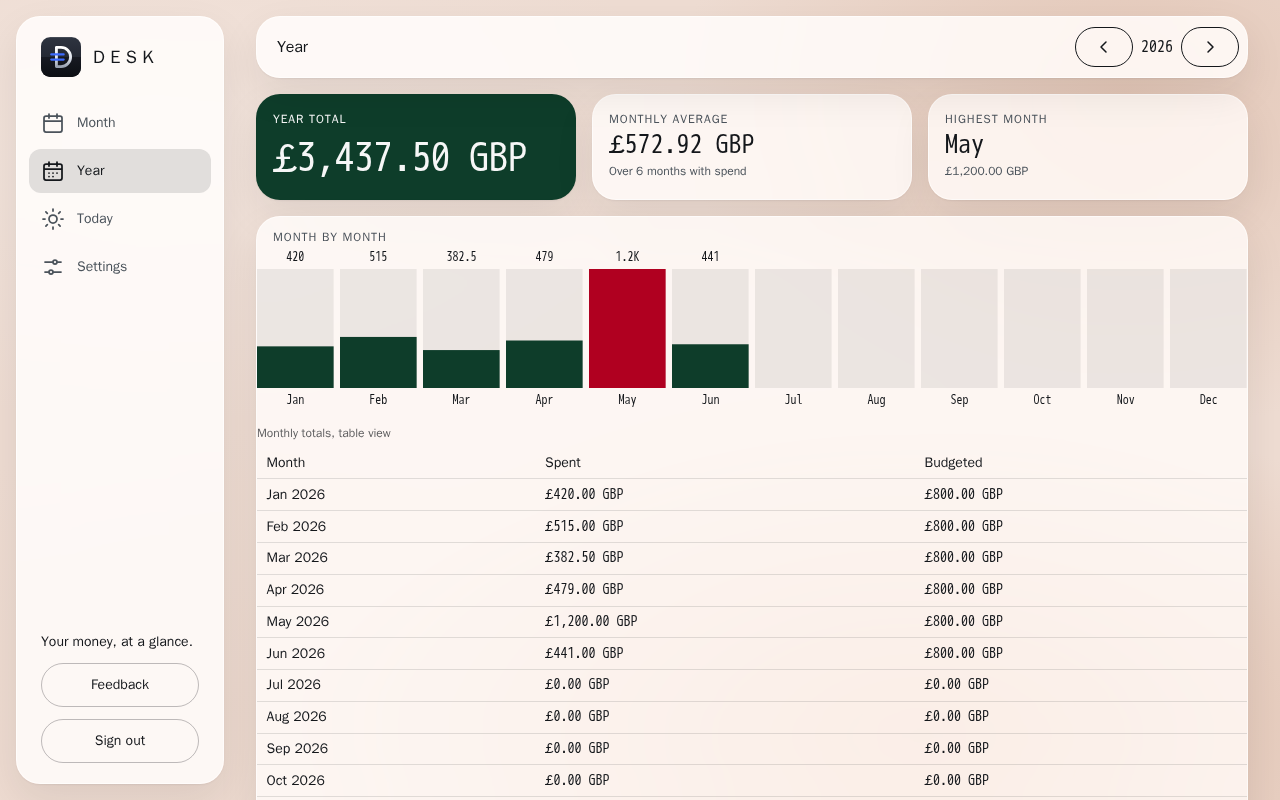 DESK
Month
Year
Today
Settings
Your money, at a glance.
Feedback
Sign out
Year
2026
YEAR TOTAL
£3,437.50 GBP
MONTHLY AVERAGE
£572.92 GBP
Over 6 months with spend
HIGHEST MONTH
May
£1,200.00 GBP
MONTH BY MONTH
420 515 382.5 479 1.2K 441
Jan Feb Mar Apr May Jun Jul Aug Sep Oct Nov Dec
Monthly totals, table view
Month Spent Budgeted
Jan 2026 £420.00 GBP £800.00 GBP
Feb 2026 £515.00 GBP £800.00 GBP
Mar 2026 £382.50 GBP £800.00 GBP
Apr 2026 £479.00 GBP £800.00 GBP
May 2026 £1,200.00 GBP £800.00 GBP
Jun 2026 £441.00 GBP £800.00 GBP
Jul 2026 £0.00 GBP £0.00 GBP
Aug 2026 £0.00 GBP £0.00 GBP
Sep 2026 £0.00 GBP £0.00 GBP
Oct 2026 £0.00 GBP £0.00 GBP